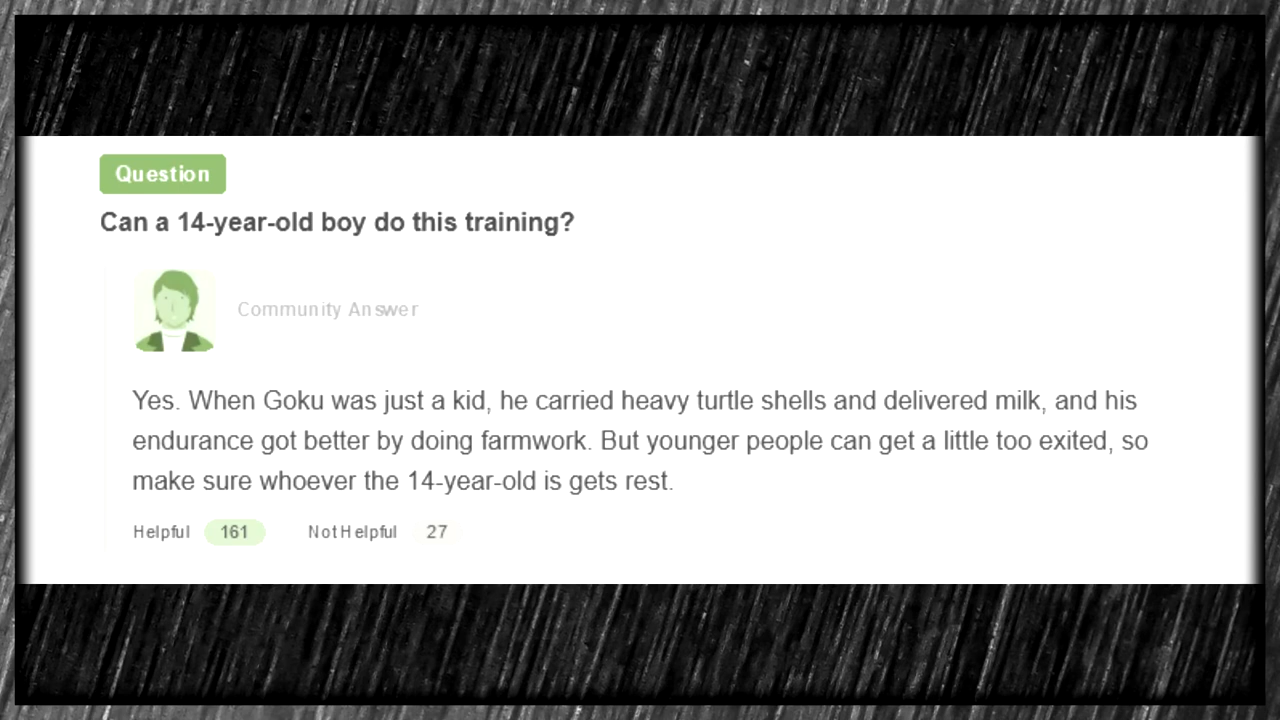 Question
Can a 14-year-old boy do this training?
Community Answer
Yes. When Goku was just a kid, he carried heavy turtle shells and delivered milk, and his
endurance got better by doing farmwork. But younger people can get a little too exited, so
make sure whoever the 14-year-old is gets rest.
Helpful 161 Not Helpful 27